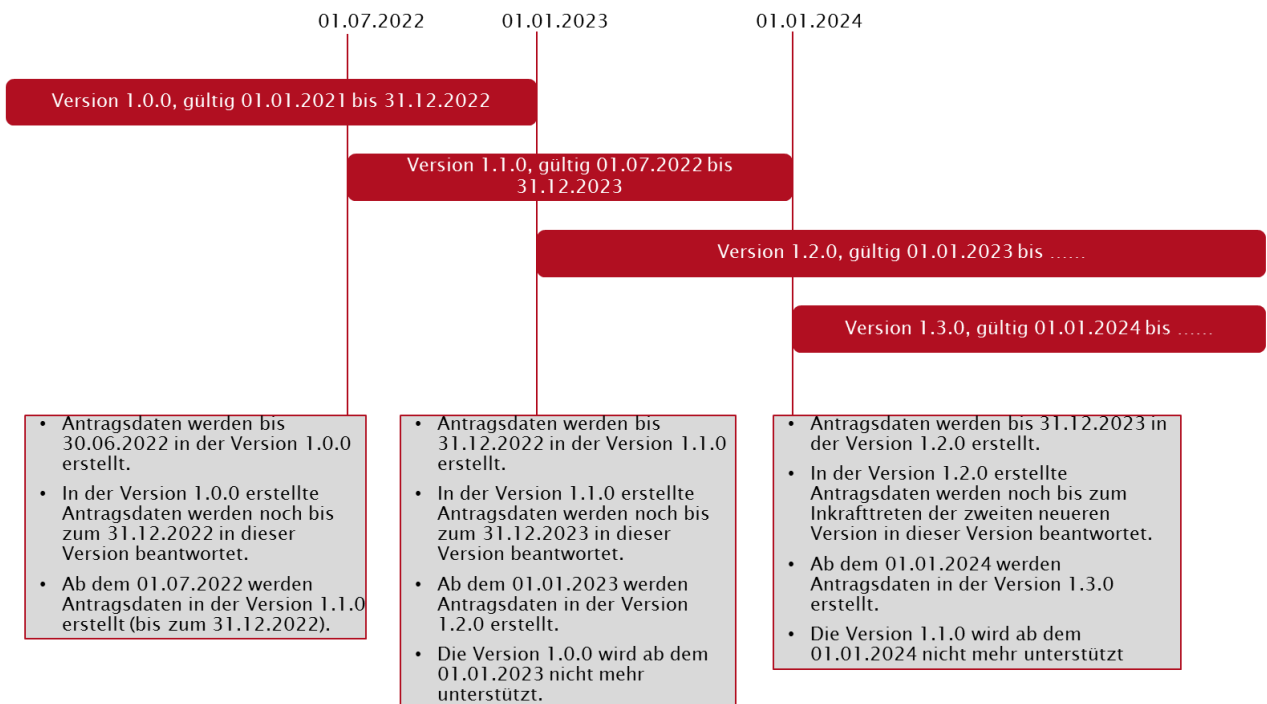 01.07.2022
01.01.2023
01.01.2024
Version 1.0.0, gültig 01.01.2021 bis 31.12.2022
Version 1.1.0, gültig 01.07.2022 bis
31.12.2023
Version 1.2.0, gültig 01.01.2023 bis ......
Version 1.3.0, gültig 01.01.2024 bis ......
• Antragsdaten werden bis
30.06.2022 in der Version 1.0.0
erstellt.
• In der Version 1.0.0 erstellte
Antragsdaten werden noch bis
zum 31.12.2022 in dieser
Version beantwortet.
• Ab dem 01.07.2022 werden
Antragsdaten in der Version 1.1.0
erstellt (bis zum 31.12.2022).
• Antragsdaten werden bis
31.12.2022 in der Version 1.1.0
erstellt.
• In der Version 1.1.0 erstellte
Antragsdaten werden noch bis
zum 31.12.2023 in dieser
Version beantwortet.
• Ab dem 01.01.2023 werden
Antragsdaten in der Version
1.2.0 erstellt.
• Die Version 1.0.0 wird ab dem
01.01.2023 nicht mehr
unterstützt.
• Antragsdaten werden bis 31.12.2023 in
der Version 1.2.0 erstellt.
• In der Version 1.2.0 erstellte
Antragsdaten werden noch bis zum
Inkrafttreten der zweiten neueren
Version in dieser Version beantwortet.
• Ab dem 01.01.2024 werden
Antragsdaten in der Version 1.3.0
erstellt.
• Die Version 1.1.0 wird ab dem
01.01.2024 nicht mehr unterstützt